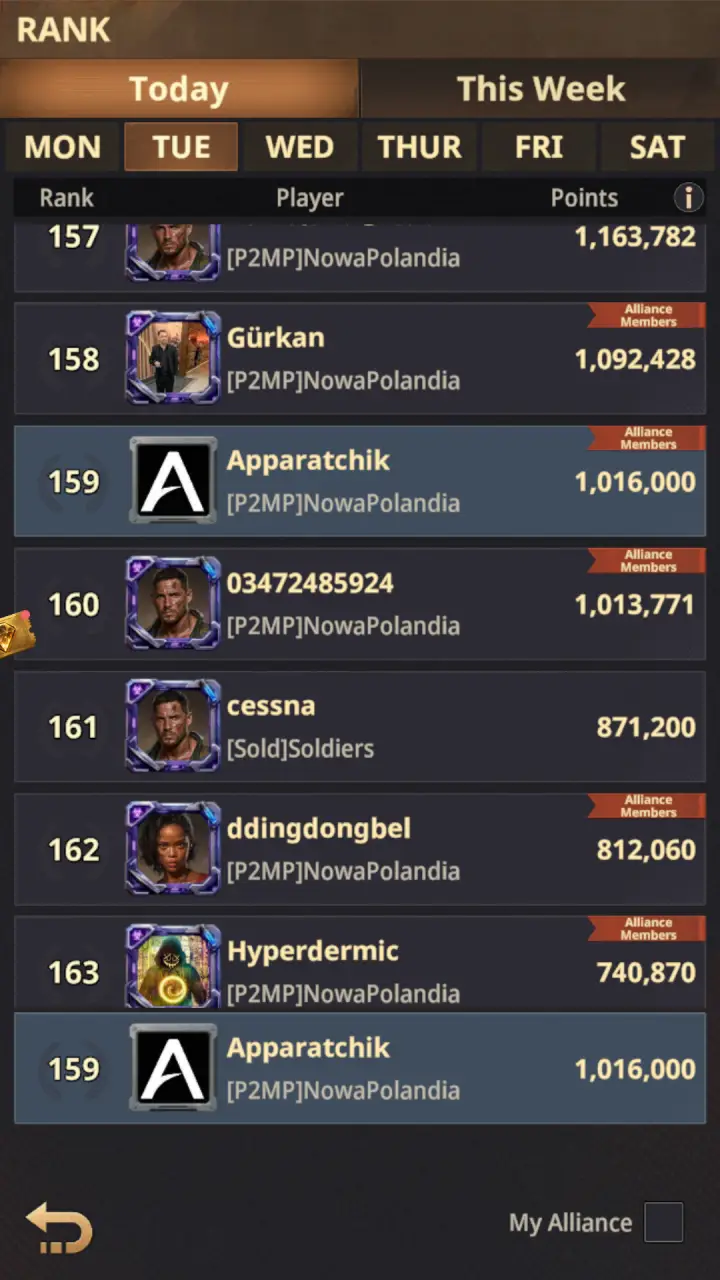 RANK
Today
This Week
MON
TUE
WED
THUR
FRI
SAT
Rank
Player
Points
157
[P2MP]NowaPolandia
1,163,782
Alliance
Members
158
Gürkan
[P2MP]NowaPolandia
1,092,428
Alliance
Members
159
Apparatchik
[P2MP]NowaPolandia
1,016,000
Alliance
Members
160
03472485924
[P2MP]NowaPolandia
1,013,771
161
cessna
[Sold]Soldiers
871,200
Alliance
Members
162
ddingdongbel
[P2MP]NowaPolandia
812,060
Alliance
Members
163
Hyperdermic
[P2MP]NowaPolandia
740,870
159
Apparatchik
[P2MP]NowaPolandia
1,016,000
My Alliance